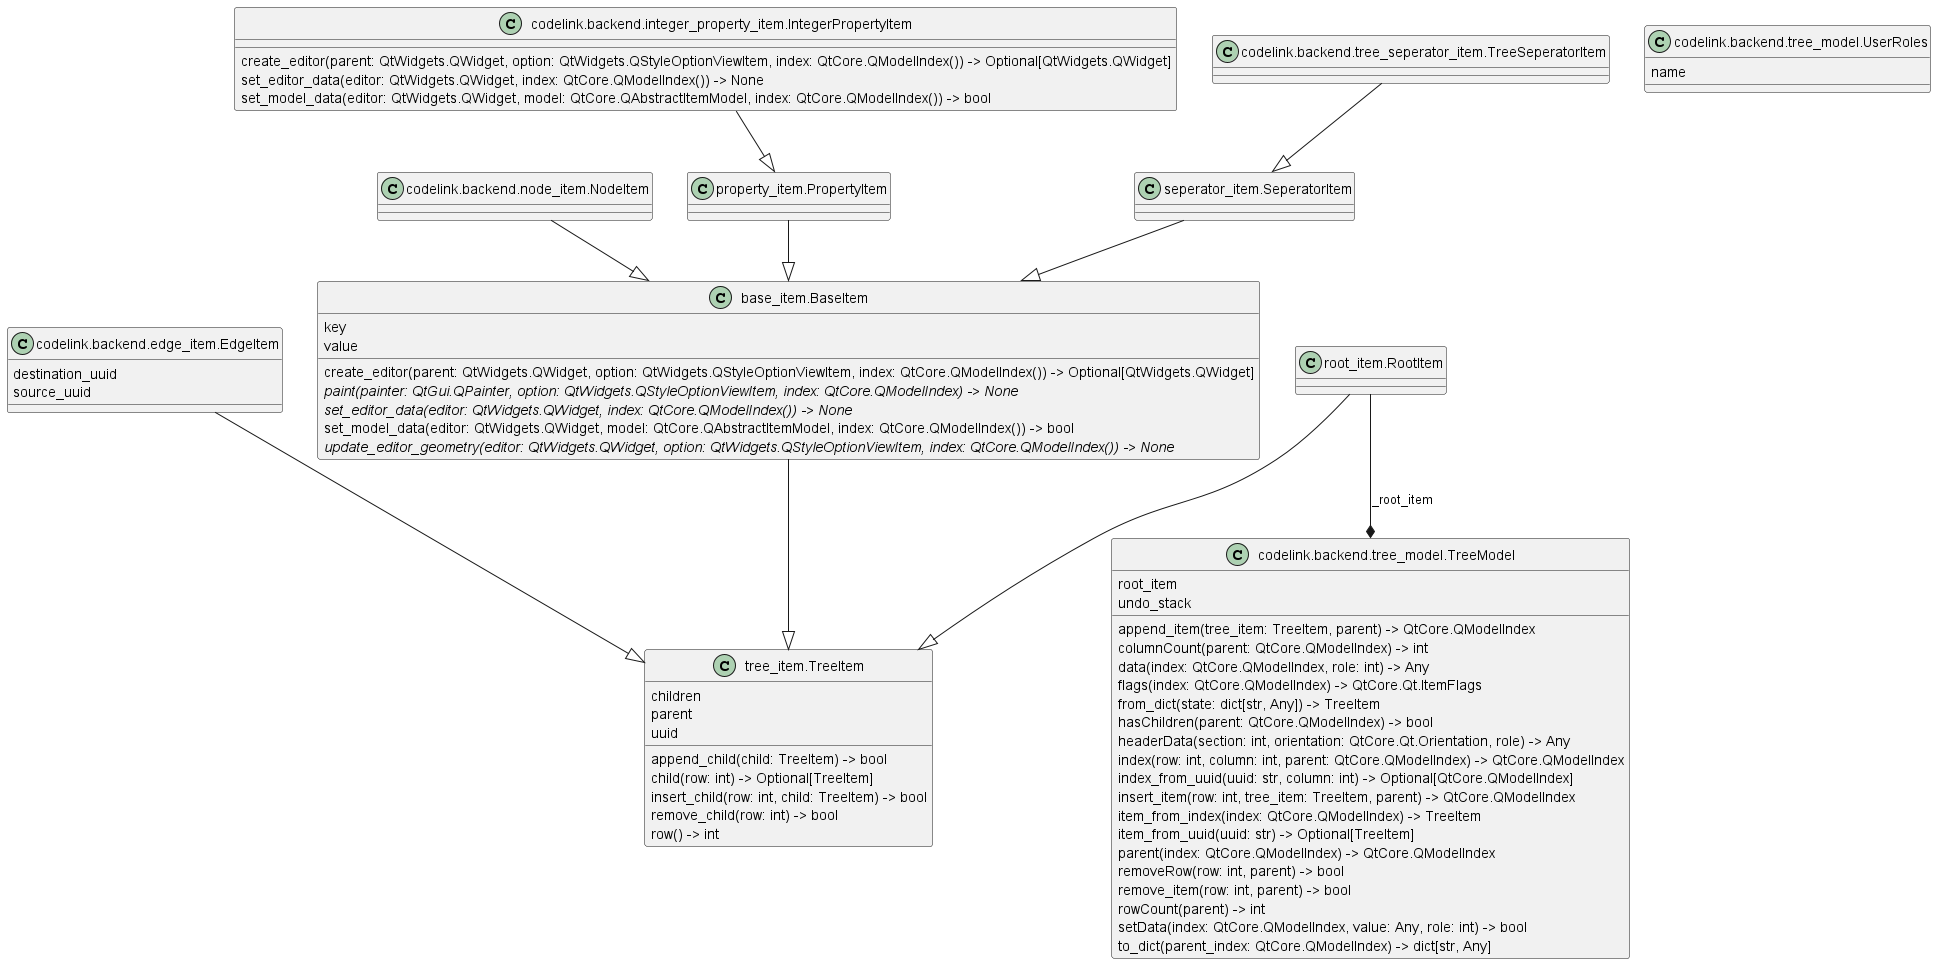 C codelink.backend.integer_property_item.IntegerPropertyItem
create_editor(parent: QtWidgets.QWidget, option: QtWidgets.QStyleOptionViewItem, index: QtCore.QModelIndex()) -> Optional[QtWidgets.QWidget]
set_editor_data(editor: QtWidgets.QWidget, index: QtCore.QModelIndex()) -> None
set_model_data(editor: QtWidgets.QWidget, model: QtCore.QAbstractItemModel, index: QtCore.QModelIndex()) -> bool
C codelink.backend.tree_seperator_item.TreeSeperatorItem
C codelink.backend.tree_model.UserRoles
name
C codelink.backend.node_item.NodeItem
C property_item.PropertyItem
C seperator_item.SeperatorItem
C base_item.BaseItem
key
value
create_editor(parent: QtWidgets.QWidget, option: QtWidgets.QStyleOptionViewItem, index: QtCore.QModelIndex()) -> Optional[QtWidgets.QWidget]
paint(painter: QtGui.QPainter, option: QtWidgets.QStyleOptionViewItem, index: QtCore.QModelIndex) -> None
set_editor_data(editor: QtWidgets.QWidget, index: QtCore.QModelIndex()) -> None
set_model_data(editor: QtWidgets.QWidget, model: QtCore.QAbstractItemModel, index: QtCore.QModelIndex()) -> bool
update_editor_geometry(editor: QtWidgets.QWidget, option: QtWidgets.QStyleOptionViewItem, index: QtCore.QModelIndex()) -> None
C codelink.backend.edge_item.EdgeItem
destination_uuid
source_uuid
C root_item.RootItem
_root_item
C tree_item.TreeItem
children
parent
uuid
append_child(child: TreeItem) -> bool
child(row: int) -> Optional[TreeItem]
insert_child(row: int, child: TreeItem) -> bool
remove_child(row: int) -> bool
row() -> int
C codelink.backend.tree_model.TreeModel
root_item
undo_stack
append_item(tree_item: TreeItem, parent) -> QtCore.QModelIndex
columnCount(parent: QtCore.QModelIndex) -> int
data(index: QtCore.QModelIndex, role: int) -> Any
flags(index: QtCore.QModelIndex) -> QtCore.Qt.ItemFlags
from_dict(state: dict[str, Any]) -> TreeItem
hasChildren(parent: QtCore.QModelIndex) -> bool
headerData(section: int, orientation: QtCore.Qt.Orientation, role) -> Any
index(row: int, column: int, parent: QtCore.QModelIndex) -> QtCore.QModelIndex
index_from_uuid(uuid: str, column: int) -> Optional[QtCore.QModelIndex]
insert_item(row: int, tree_item: TreeItem, parent) -> QtCore.QModelIndex
item_from_index(index: QtCore.QModelIndex) -> TreeItem
item_from_uuid(uuid: str) -> Optional[TreeItem]
parent(index: QtCore.QModelIndex) -> QtCore.QModelIndex
removeRow(row: int, parent) -> bool
remove_item(row: int, parent) -> bool
rowCount(parent) -> int
setData(index: QtCore.QModelIndex, value: Any, role: int) -> bool
to_dict(parent_index: QtCore.QModelIndex) -> dict[str, Any]